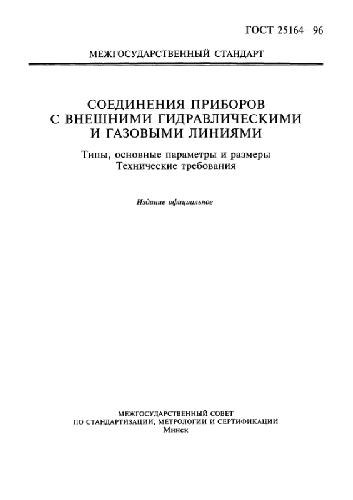 ГОСТ 25164 96
МЕЖГОСУДАРСТВЕННЫЙ СТАНДАРТ
СОЕДИНЕНИЯ ПРИБОРОВ
С ВНЕШНИМИ ГИДРАВЛИЧЕСКИМИ
И ГАЗОВЫМИ ЛИНИЯМИ
Типы, основные параметры и размеры
Технические требования
Издание официальное
МЕЖГОСУДАРСТВЕННЫЙ СОВЕТ
ПО СТАНДАРТИЗАЦИИ, МЕТРОЛОГИИ И СЕРТИФИКАЦИИ
Минск